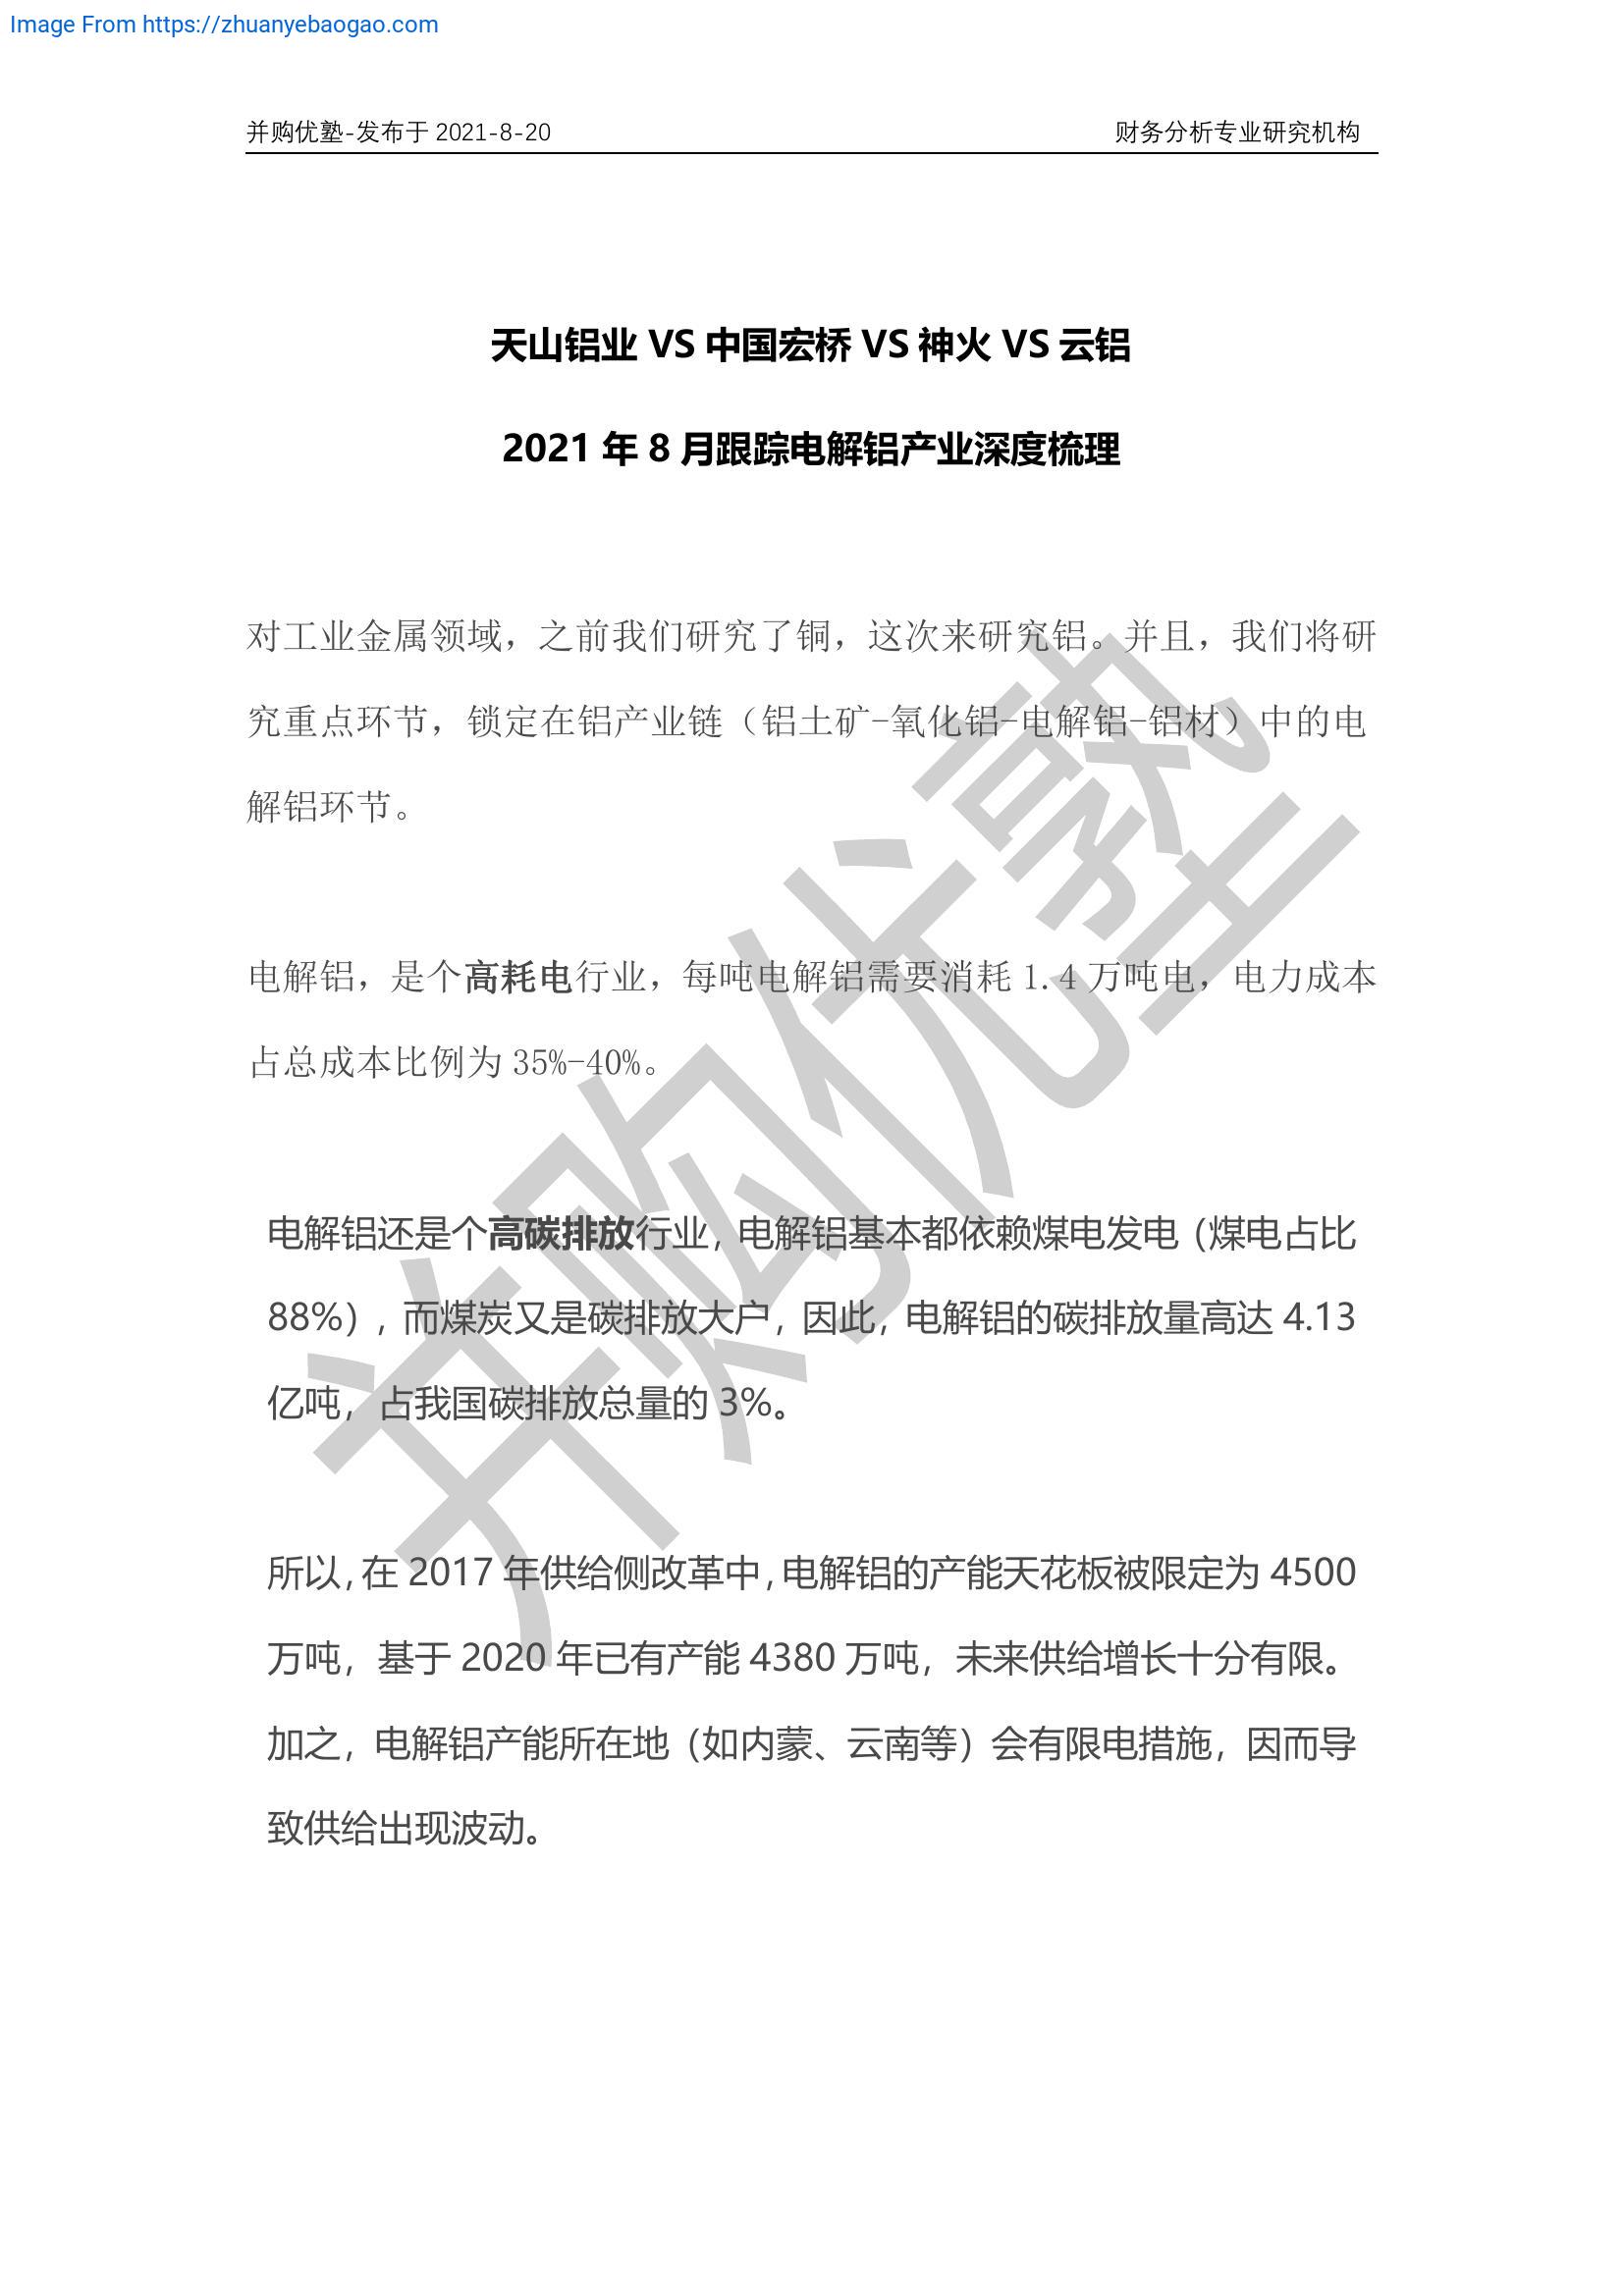 Image From https://zhuanyebaogao.com
并购优塾-发布于 2021-8-20 财务分析专业研究机构
天山铝业 VS 中国宏桥 VS 神火 VS 云铝
2021 年 8 月跟踪电解铝产业深度梳理
对工业金属领域，之前我们研究了铜，这次来研究铝。并且，我们将研
究重点环节，锁定在铝产业链（铝土矿-氧化铝-电解铝-铝材）中的电
解铝环节。
电解铝，是个高耗电行业，每吨电解铝需要消耗 1.4 万吨电，电力成本
占总成本比例为 35%-40%。
电解铝还是个高碳排放行业，电解铝基本都依赖煤电发电（煤电占比
88%），而煤炭又是碳排放大户，因此，电解铝的碳排放量高达 4.13
亿吨，占我国碳排放总量的 3%。
所以，在 2017 年供给侧改革中，电解铝的产能天花板被限定为 4500
万吨，基于 2020 年已有产能 4380 万吨，未来供给增长十分有限。
加之，电解铝产能所在地（如内蒙、云南等）会有限电措施，因而导
致供给出现波动。
并购优塾